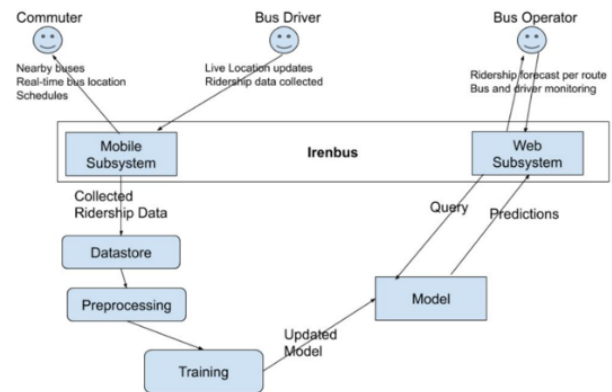 Commuter
Bus Driver
Bus Operator
Nearby buses
Real-time bus location
Schedules
Live Location updates
Ridership data collected
Ridership forecast per route
Bus and driver monitoring
Mobile
Subsystem
Irenbus
Web
Subsystem
Collected
Ridership Data
Query
Predictions
Datastore
Preprocessing
Model
Updated
Model
Training